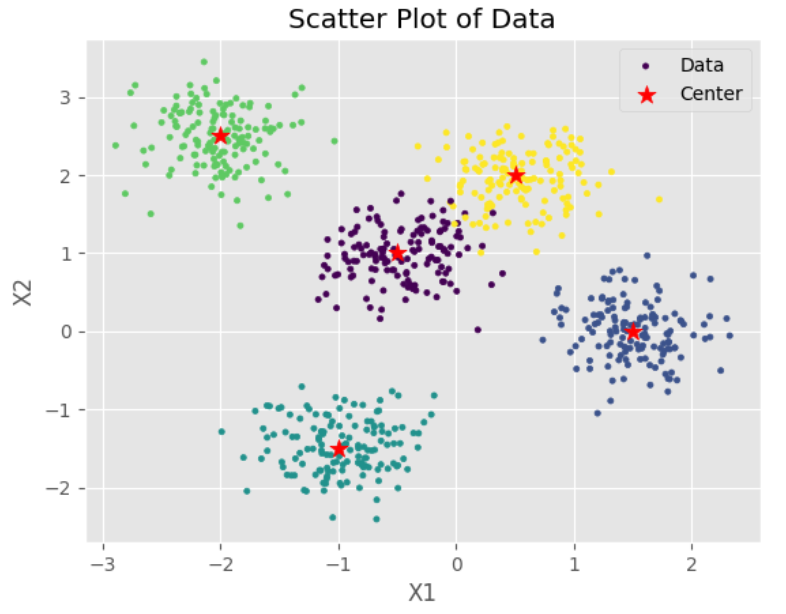 Scatter Plot of Data
Data
Center
3
2
1
0
−1
−2
X2
−3
−2
−1
0
1
2
X1